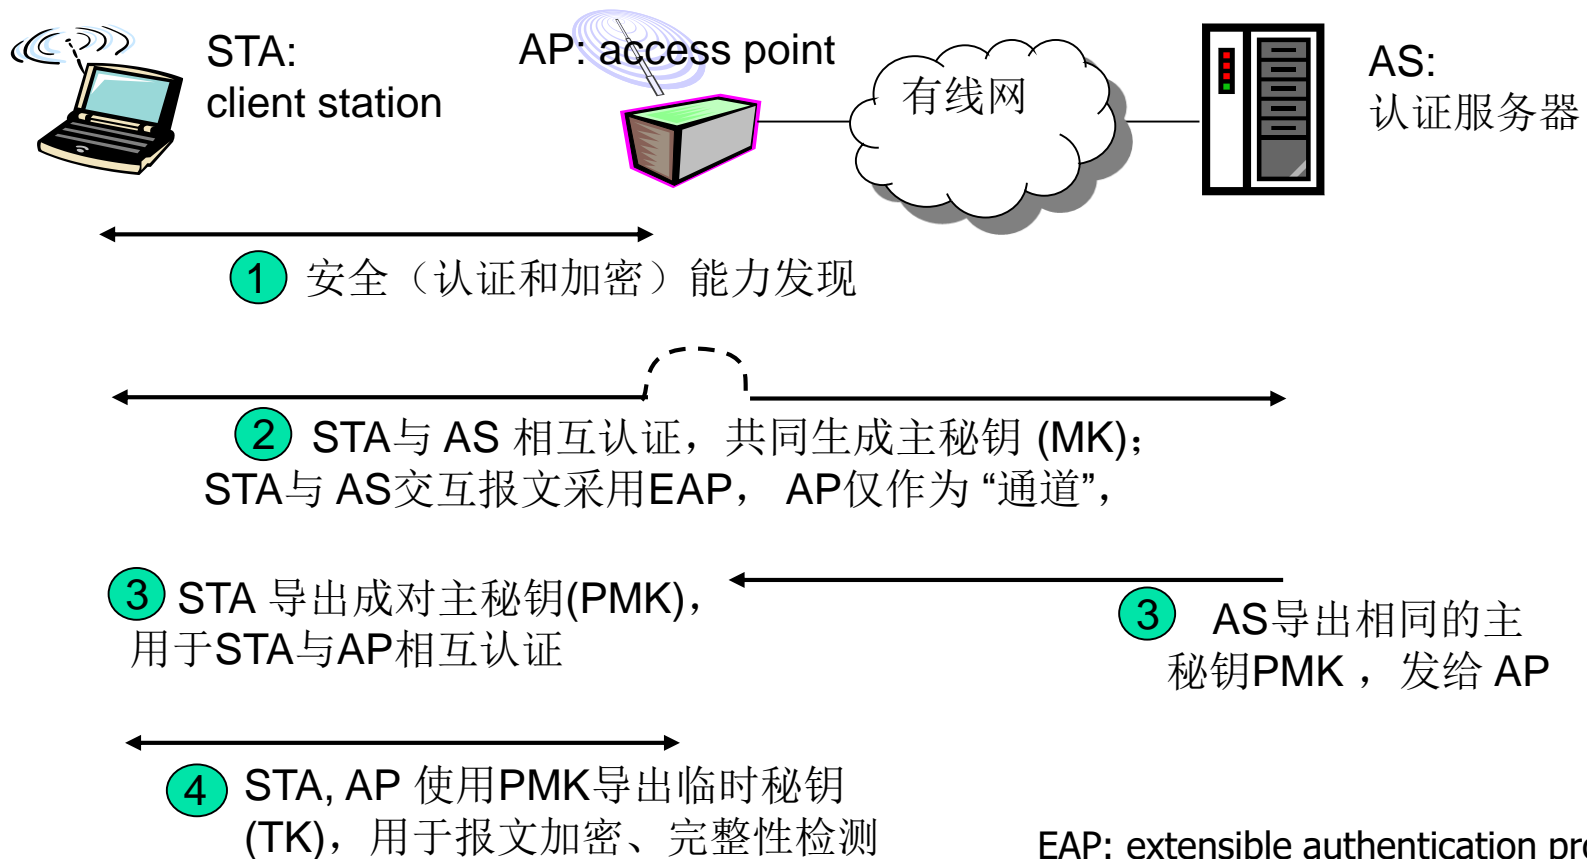 STA:
client station
AP: access point
有线网
AS:
认证服务器
1 安全（认证和加密）能力发现
2 STA与 AS 相互认证，共同生成主秘钥 (MK)；
STA与 AS交互报文采用EAP， AP仅作为 “通道”，
3 STA 导出成对主秘钥(PMK)，
用于STA与AP相互认证
3 AS导出相同的主
秘钥PMK ，发给 AP
4 STA, AP 使用PMK导出临时秘钥
(TK)，用于报文加密、完整性检测
EAP: extensible authentication pro